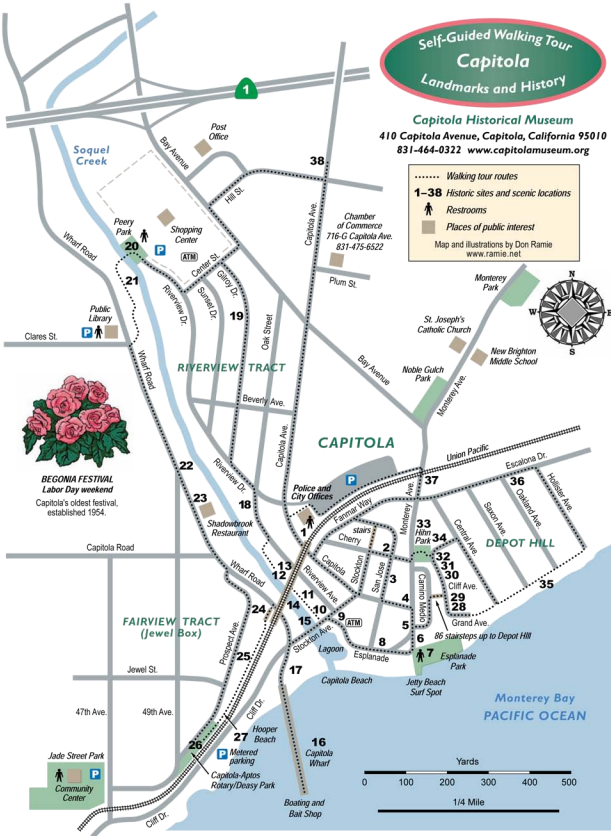 Self-Guided Walking Tour
Capitola
Landmarks and History
Capitola Historical Museum
410 Capitola Avenue, Capitola, California 95010
831-464-0322 www.capitolamuseum.org
Walking tour routes
1–38 Historic sites and scenic locations
Restrooms
Places of public interest
Map and illustrations by Don Ramie
www.ramie.net
1
Soquel
Creek
Post
Office
Bay Avenue
38
Hill St.
Capitola Ave.
Chamber
of Commerce
716-G Capitola Ave.
831-475-6522
Plum St.
Peery
Park
20
P
Shopping
Center
ATM
Center St.
Wharf Road
21
Riverview Dr.
Sunset Dr.
Gilroy Dr.
19
Oak Street
Public
Library
P
Clares St.
Wharf Road
RIVERVIEW TRACT
Beverly Ave.
Bay Avenue
Monterey
Park
N
W
E
S
St. Joseph's
Catholic Church
New Brighton
Middle School
Noble Gulch
Park
Monterey Ave.
BEGONIA FESTIVAL
Labor Day weekend
Capitola's oldest festival,
established 1954.
CAPITOLA
Capitola Ave.
Union Pacific
Escalona Dr.
22
23
Shadowbrook
Restaurant
Riverview Dr.
18
Police and
City Offices
P
1
Fanmar Way
37
36
Monterey Ave.
Hollister Ave.
Oakland Ave.
Saxon Ave.
Central Ave.
DEPOT HILL
stairs
Cherry
2
33
Hihn
Park
34
32
31
30
Cliff Ave.
29
28
Grand Ave.
35
Capitola Road
Wharf Road
13
12
Capitola
Stockton
San Jose
3
4
5
6
Camino Medio
86 stairsteps up to Depot Hill
Riverview Ave.
11
10
14
15
9
ATM
Stockton Ave.
8
Esplanade
7
Esplanade
Park
Jetty Beach
Surf Spot
Lagoon
Capitola Beach
24
FAIRVIEW TRACT
(Jewel Box)
Prospect Ave.
25
Jewel St.
17
Cliff Dr.
47th Ave.
49th Ave.
27
Hooper
Beach
26
P
Metered
parking
Capitola-Aptos
Rotary/Deasy Park
16
Capitola
Wharf
Boating and
Bait Shop
Monterey Bay
PACIFIC OCEAN
Jade Street Park
P
Community
Center
Cliff Dr.
Yards
0 100 200 300 400 500
1/4 Mile